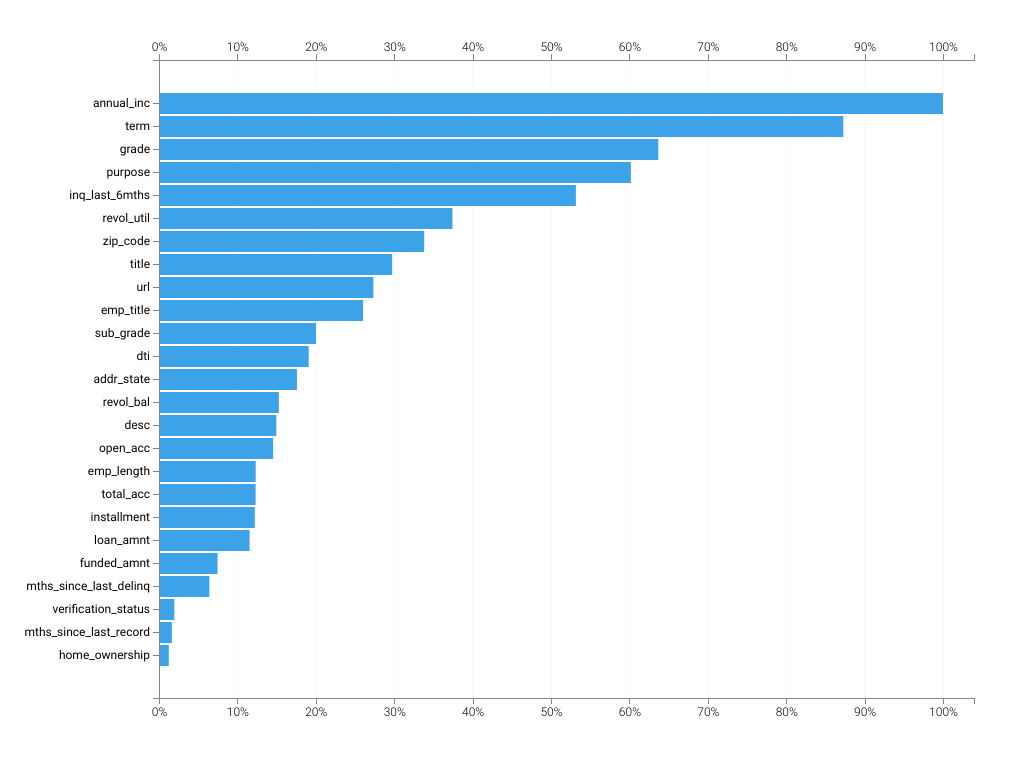 0% 10% 20% 30% 40% 50% 60% 70% 80% 90% 100%
annual_inc
term
grade
purpose
inq_last_6mths
revol_util
zip_code
title
url
emp_title
sub_grade
dti
addr_state
revol_bal
desc
open_acc
emp_length
total_acc
installment
loan_amnt
funded_amnt
mths_since_last_delinq
verification_status
mths_since_last_record
home_ownership
0% 10% 20% 30% 40% 50% 60% 70% 80% 90% 100%